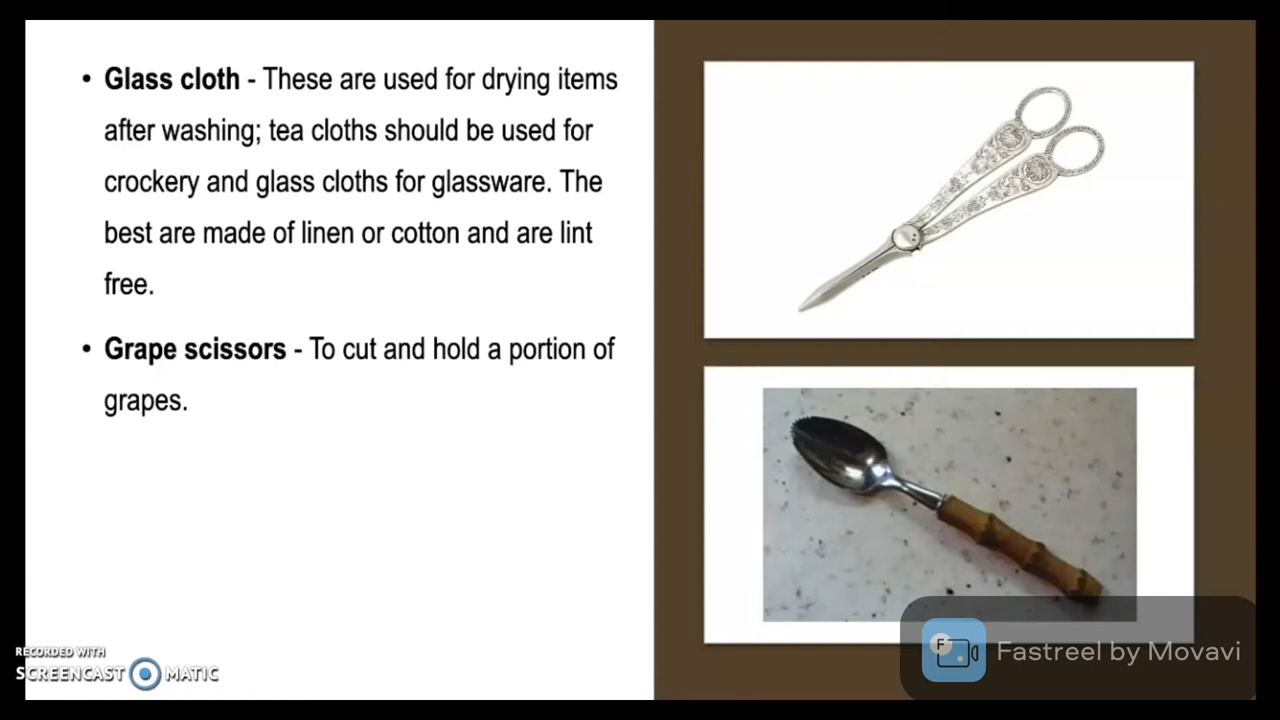 • Glass cloth - These are used for drying items
after washing; tea cloths should be used for
crockery and glass cloths for glassware. The
best are made of linen or cotton and are lint
free.
• Grape scissors - To cut and hold a portion of
grapes.
RECORDED WITH
SCREENCAST MATIC
F
Fastreel by Movavi